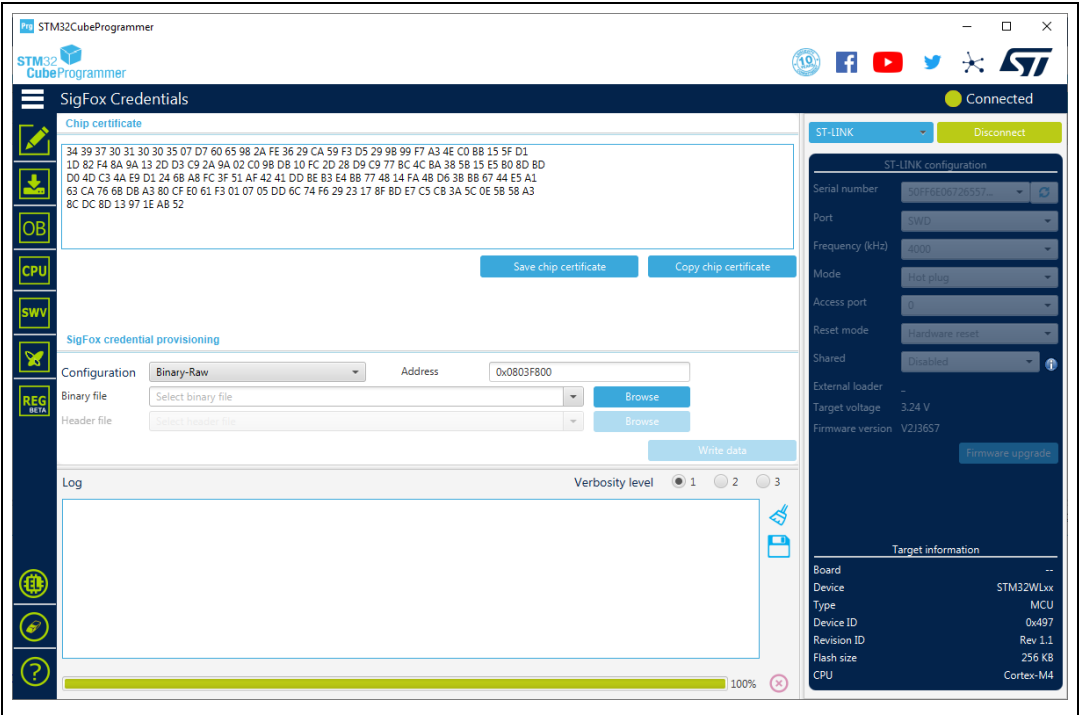 Prg STM32CubeProgrammer
STM32
CubeProgrammer
10
SigFox Credentials
Connected
Chip certificate
34 39 37 30 31 30 30 35 07 D7 60 65 98 2A FE 36 29 CA 59 F3 D5 29 9B 99 F7 A3 4E C0 BB 15 5F D1
1D 82 F4 8A 9A 13 2D D3 C9 2A 9A 02 C0 9B DB 10 FC 2D 28 D9 C9 77 BC 4C BA 38 5B 15 E5 B0 8D BD
D0 4D C3 4A E9 D1 24 6B A8 FC 3F 51 AF 42 41 DD BE B3 E4 BB 77 48 14 FA 4B D6 3B BB 67 44 E5 A1
63 CA 76 6B DB A3 80 CF E0 61 F3 01 07 05 DD 6C 74 F6 29 23 17 8F BD E7 C5 CB 3A 5C 0E 5B 58 A3
8C DC 8D 13 97 1E AB 52
Save chip certificate
Copy chip certificate
SigFox credential provisioning
Configuration Binary-Raw Address 0x0803F800
Binary file Select binary file Browse
Header file Select header file Browse
Write data
Log Verbosity level 1 2 3
100%
OB
CPU
SWV
REG
BETA
ST-LINK Disconnect
ST-LINK configuration
Serial number 50FF6E06726557...
Port SWD
Frequency (kHz) 4000
Mode Hot plug
Access port 0
Reset mode Hardware reset
Shared Disabled
External loader _
Target voltage 3.24 V
Firmware version V2J36S7
Firmware upgrade
Target information
Board --
Device STM32WLxx
Type MCU
Device ID 0x497
Revision ID Rev 1.1
Flash size 256 KB
CPU Cortex-M4